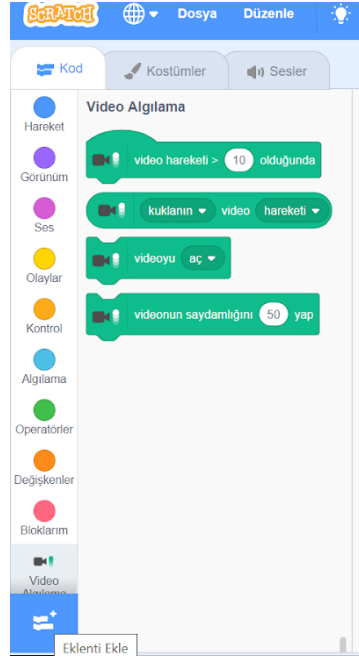 SCRATCH Dosya Düzenle
Kod Kostümler Sesler
Video Algılama
Hareket
video hareketi > 10 olduğunda
Görünüm
kuklanın video hareketi
Ses
videoyu aç
Olaylar
videonun saydamlığını 50 yap
Kontrol
Algılama
Operatörler
Değişkenler
Bloklarım
Video
Algılama
Eklenti Ekle